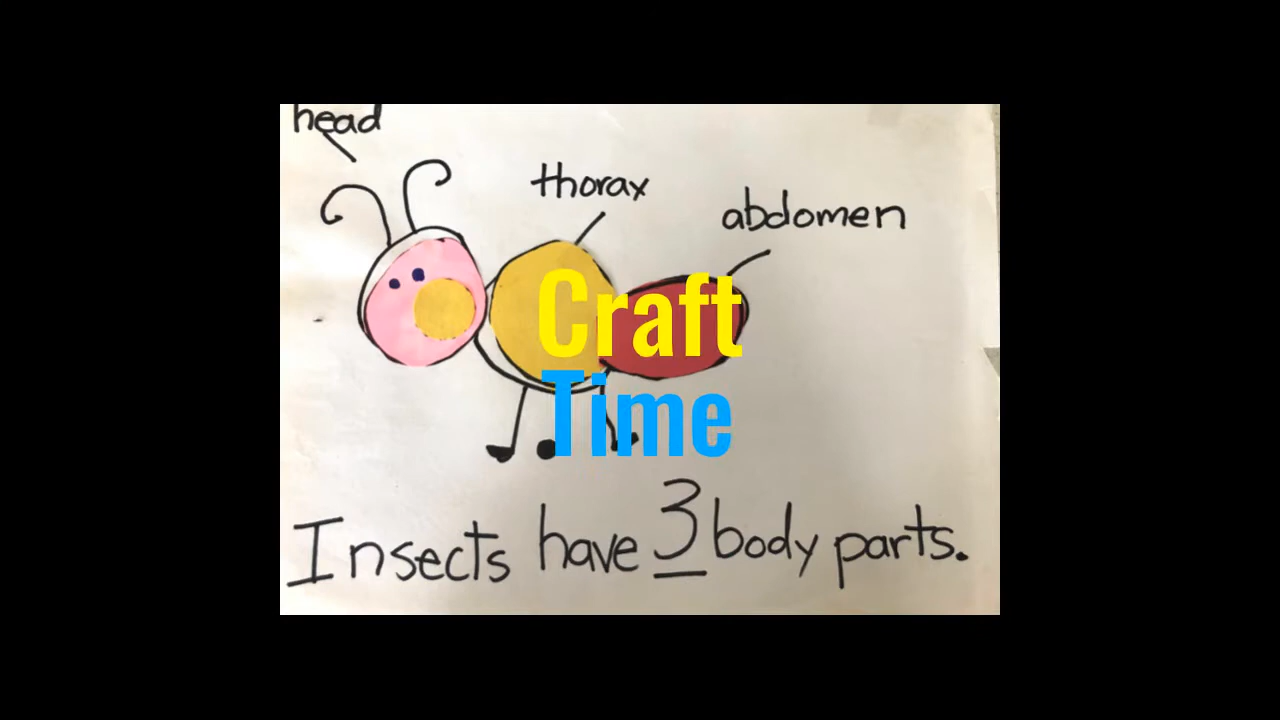 head
thorax
abdomen
Craft
Time
Insects have 3 body parts.